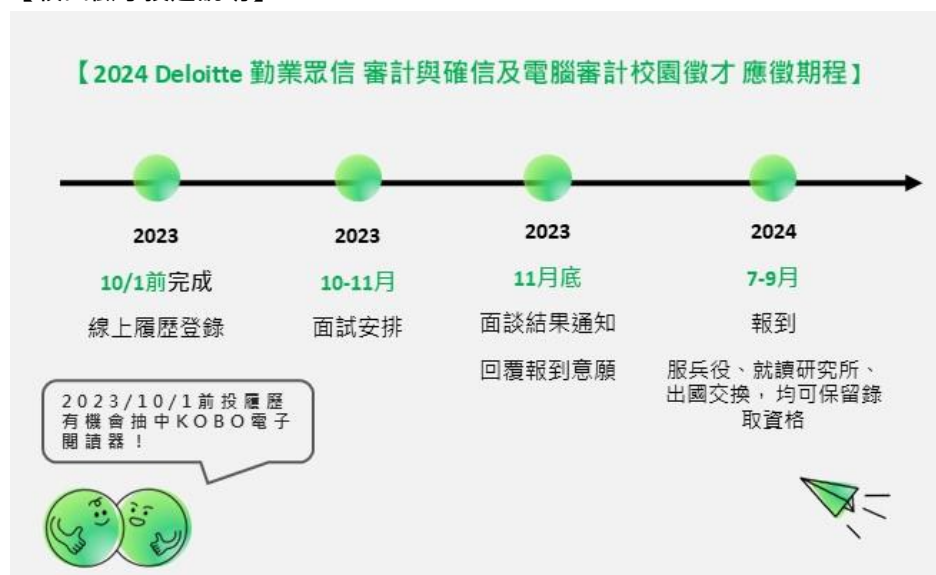 【2024 Deloitte 勤業眾信 審計與確信及電腦審計校園徵才 應徵期程】
2023
10/1前完成
線上履歷登錄
2023
10-11月
面試安排
2023
11月底
面談結果通知
回覆報到意願
2024
7-9月
報到
服兵役、就讀研究所、
出國交換，均可保留錄
取資格
2023/10/1前投履歷
有機會抽中KOBO電子
閱讀器！